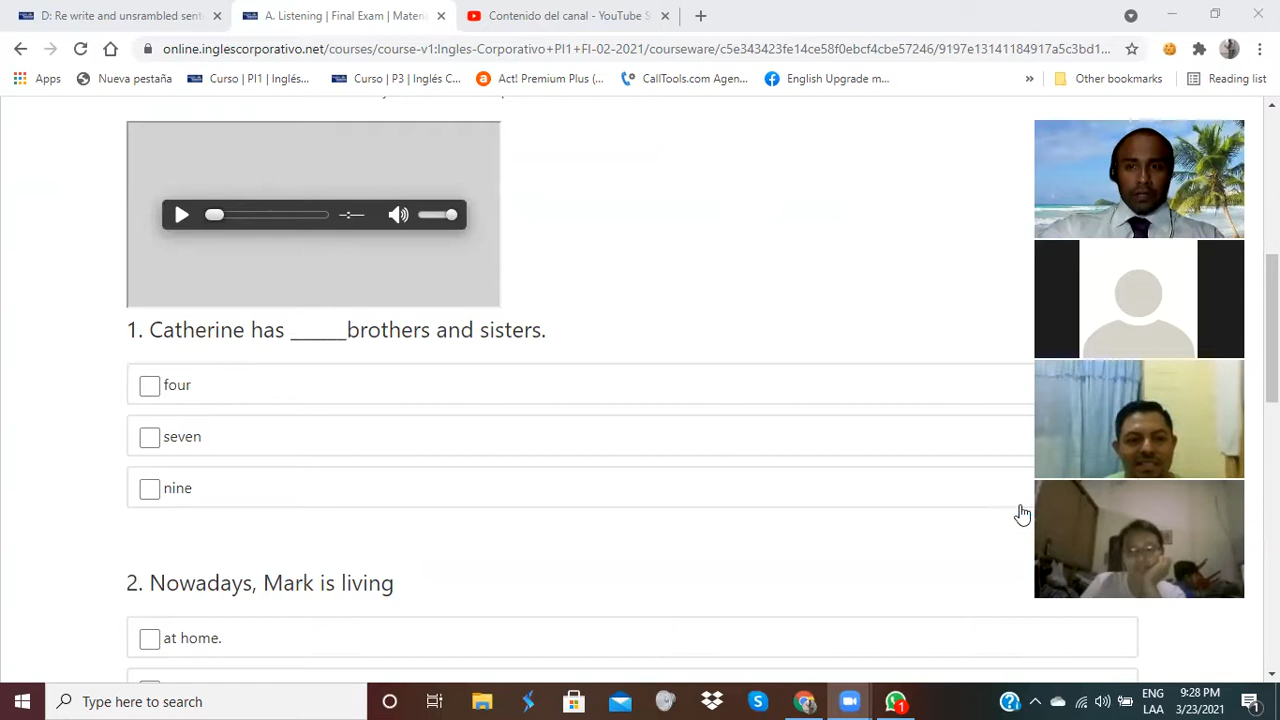 D: Re write and unsrambled sent
A. Listening | Final Exam | Materia
Contenido del canal - YouTube S
online.inglescorporativo.net/courses/course-v1:Ingles-Corporativo+PI1+FI-02-2021/courseware/c5e343423fe14ce58f0ebcf4cbe57246/9197e13141184917a5c3bd1...
Apps
Nueva pestaña
Curso | PI1 | Inglés...
Curso | P3 | Inglés C...
Act! Premium Plus (...
CallTools.com Agen...
English Upgrade m...
»
Other bookmarks
Reading list
1. Catherine has ______brothers and sisters.
four
seven
nine
2. Nowadays, Mark is living
at home.
Type here to search
1
ENG
LAA
9:28 PM
3/23/2021
1